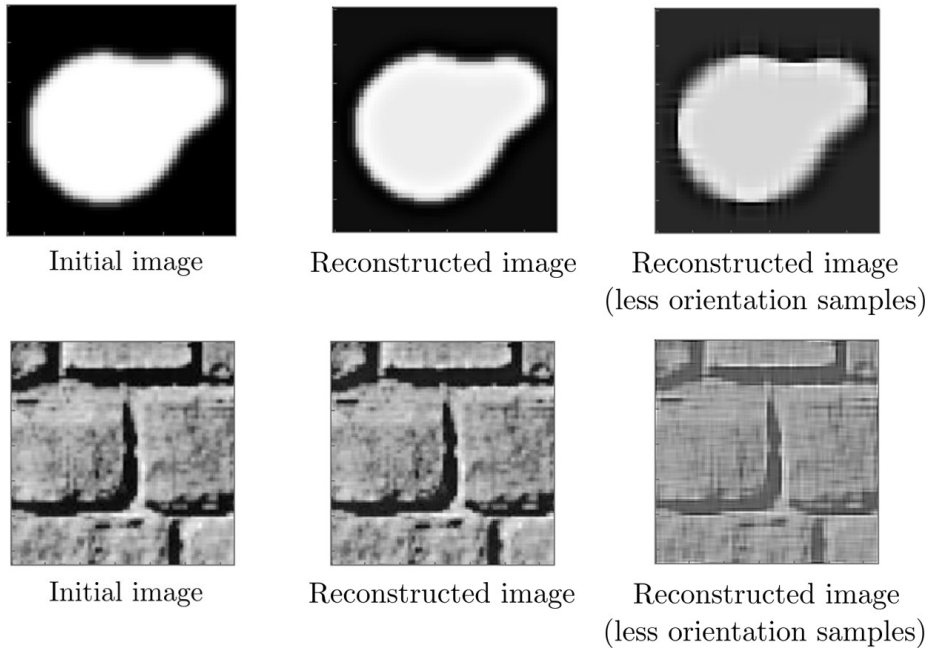 Initial image
Reconstructed image
Reconstructed image
(less orientation samples)
Initial image
Reconstructed image
Reconstructed image
(less orientation samples)